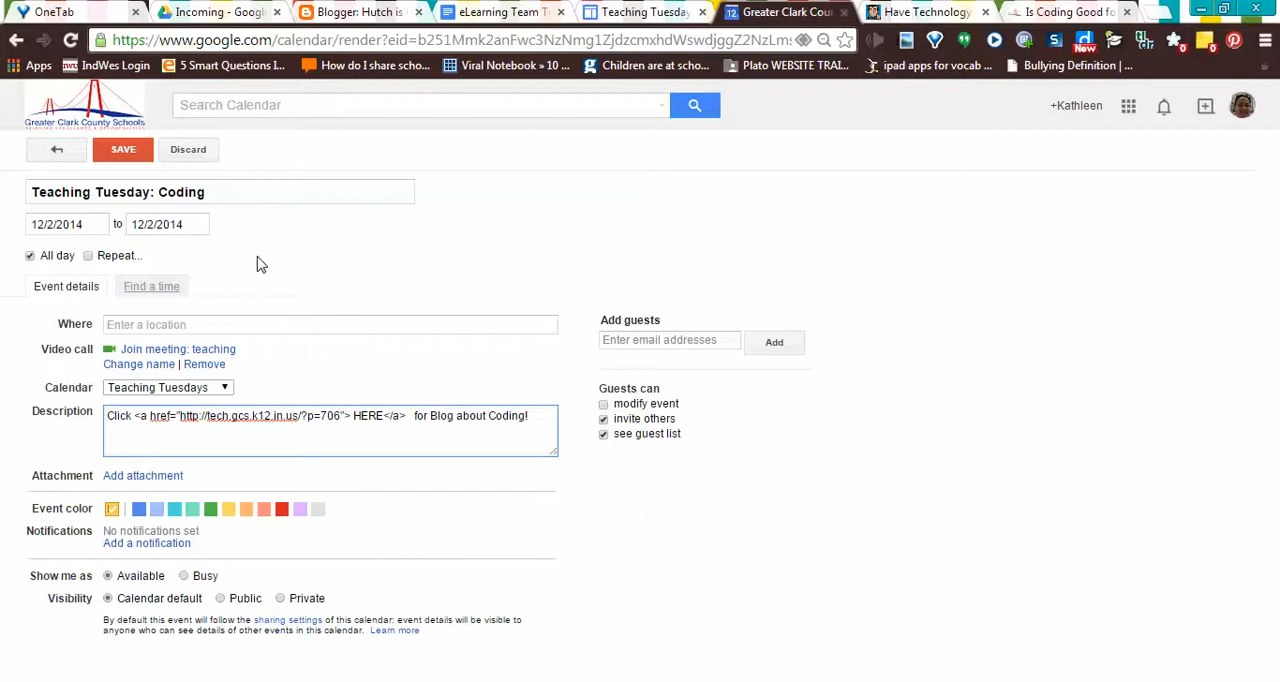 OneTab
Incoming - Googl
Blogger: Hutch is
eLearning Team T
Teaching Tuesday
Greater Clark Cou
Have Technology
Is Coding Good fo
https://www.google.com/calendar/render?eid=b251Mmk2anFwc3NzNmg1ZjdzcmxhdWswdjggZ2NzLms
Apps
IndWes Login
5 Smart Questions I...
How do I share scho...
Viral Notebook » 10 ...
Children are at scho...
Plato WEBSITE TRAI...
ipad apps for vocab ...
Bullying Definition | ...
New
Greater Clark County Schools
Search Calendar
+Kathleen
SAVE
Discard
Teaching Tuesday: Coding
12/2/2014 to 12/2/2014
All day Repeat...
Event details
Find a time
Where Enter a location
Video call Join meeting: teaching
Change name | Remove
Calendar Teaching Tuesdays
Description Click <a href="http://tech.gcs.k12.in.us/?p=706"> HERE</a> for Blog about Coding!
Attachment Add attachment
Event color
Notifications No notifications set
Add a notification
Show me as Available Busy
Visibility Calendar default Public Private
By default this event will follow the sharing settings of this calendar: event details will be visible to
anyone who can see details of other events in this calendar. Learn more
Add guests
Enter email addresses Add
Guests can
modify event
invite others
see guest list